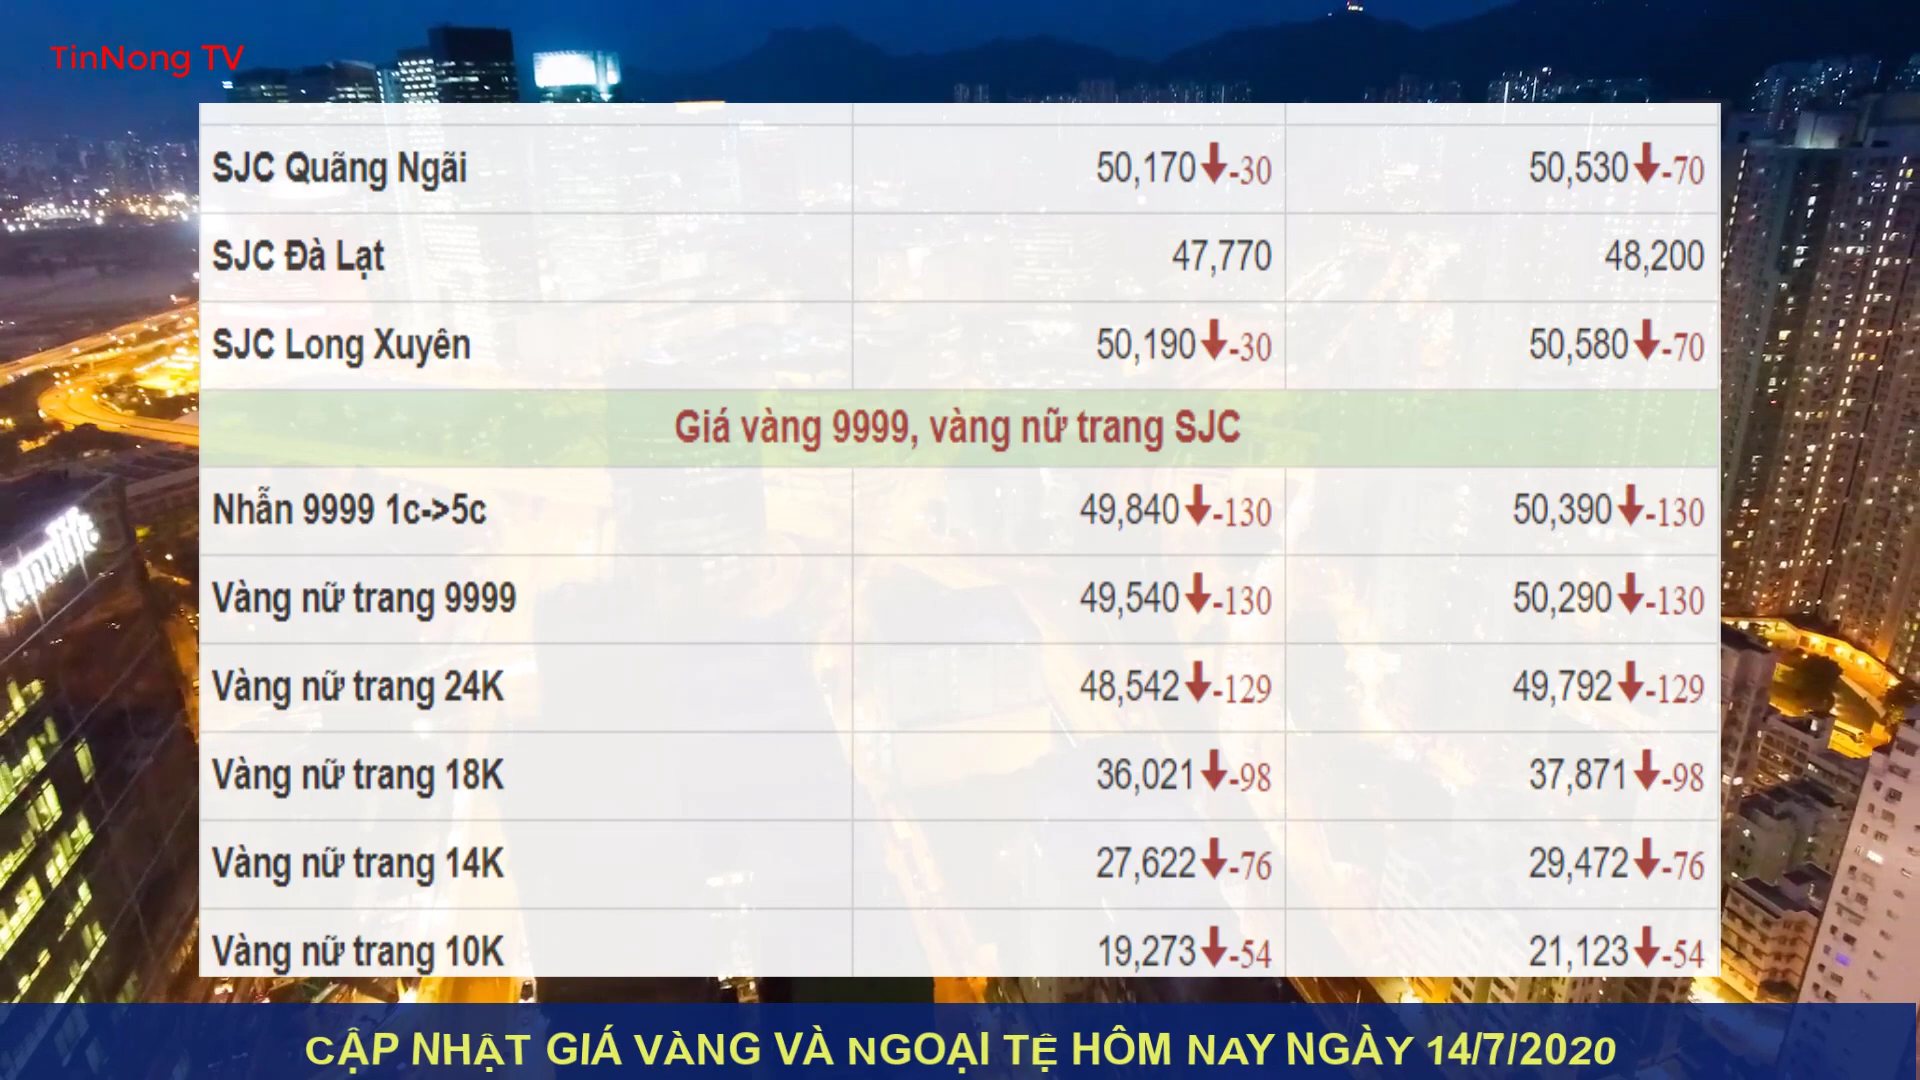 TinNong TV
SJC Quãng Ngãi 50,170 -30 50,530 -70
SJC Đà Lạt 47,770 48,200
SJC Long Xuyên 50,190 -30 50,580 -70
Giá vàng 9999, vàng nữ trang SJC
Nhẫn 9999 1c->5c 49,840 -130 50,390 -130
Vàng nữ trang 9999 49,540 -130 50,290 -130
Vàng nữ trang 24K 48,542 -129 49,792 -129
Vàng nữ trang 18K 36,021 -98 37,871 -98
Vàng nữ trang 14K 27,622 -76 29,472 -76
Vàng nữ trang 10K 19,273 -54 21,123 -54
CẬP NHẬT GIÁ VÀNG VÀ NGOẠI TỆ HÔM NAY NGÀY 14/7/2020